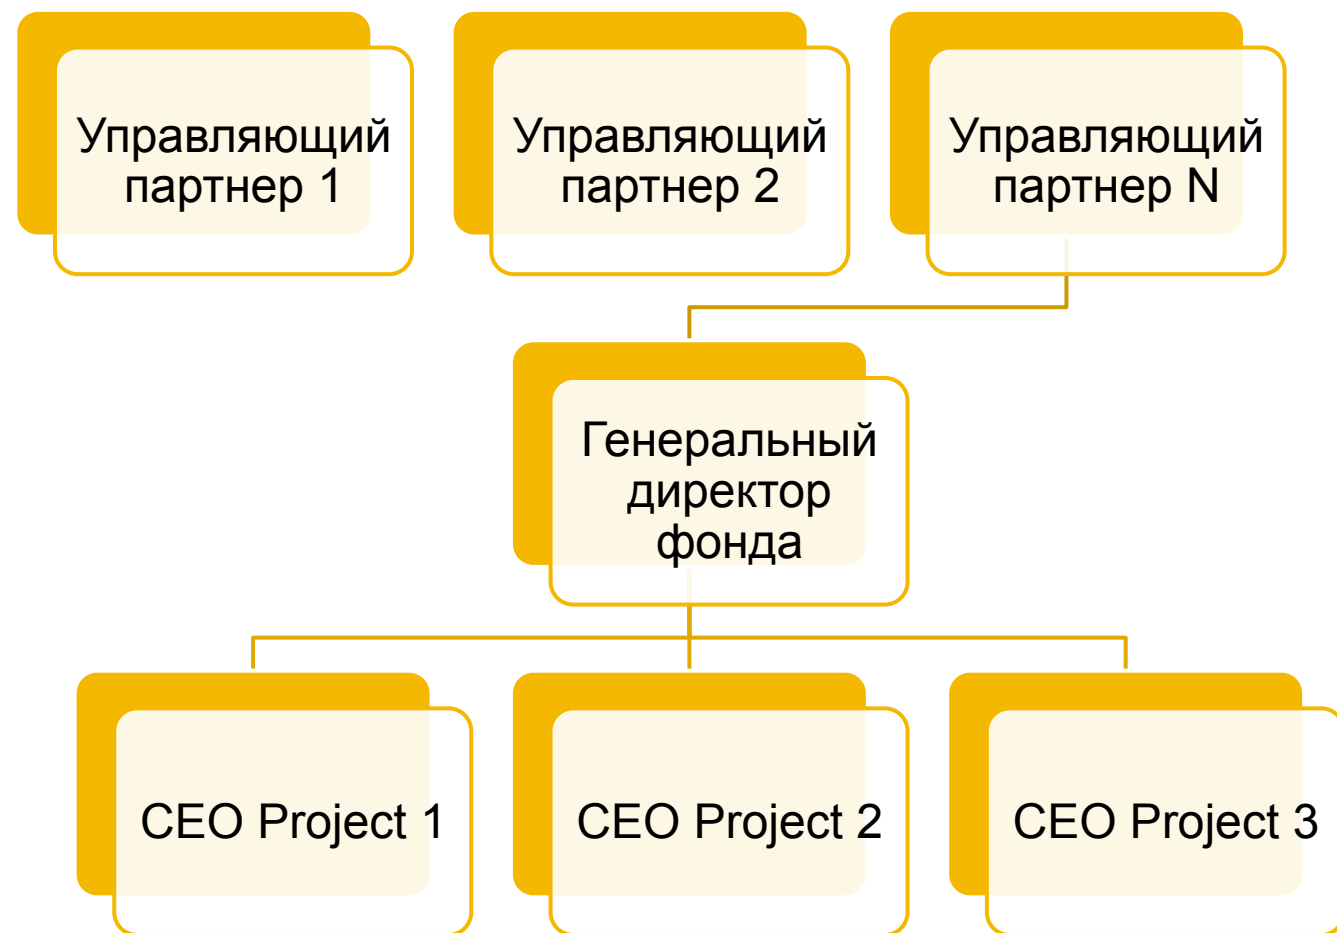 Управляющий
партнер 1
Управляющий
партнер 2
Управляющий
партнер N
Генеральный
директор
фонда
CEO Project 1
CEO Project 2
CEO Project 3